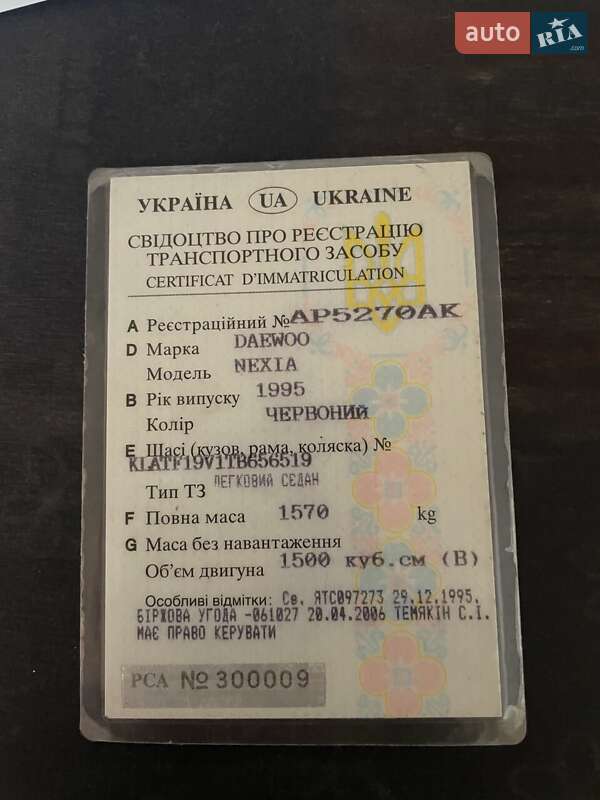 auto RIA .com
УКРАЇНА UA UKRAINE
СВІДОЦТВО ПРО РЕЄСТРАЦІЮ
ТРАНСПОРТНОГО ЗАСОБУ
CERTIFICAT D'IMMATRICULATION
A Реєстраційний № AP5270AK
D Марка DAEWOO
Модель NEXIA
B Рік випуску 1995
Колір ЧЕРВОНИЙ
E Шасі (кузов, рама, коляска) №
KLATF19V1TB656519
Тип ТЗ ЛЕГКОВИЙ СЕДАН
F Повна маса 1570 kg
G Маса без навантаження
Об'єм двигуна 1500 куб.см (B)
Особливі відмітки: Св. ЯТС097273 29.12.1995.
БІРЖОВА УГОДА -061027 20.04.2006 ТЕМЯКІН С.І.
МАЄ ПРАВО КЕРУВАТИ
РСА № 300009